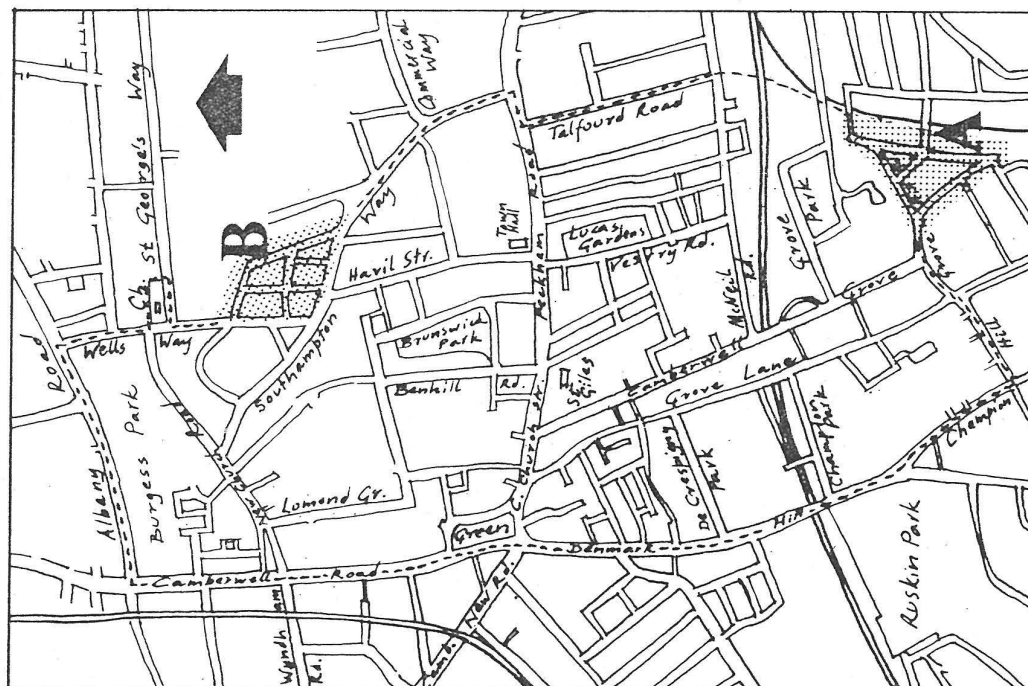 St George's Way
Commercial
Way
B
Ch.
Wells Way
Road
Albany
Burgess Park
Southampton
Way
Havil Str.
Town
Hall
Peckham Road
Talfourd Road
Lucas
Gardens
Vestry Rd.
McNeil
Rd.
Grove
Park
A
Grove
Hill
Champion
Brunswick
Park
Benhill
Rd.
St
Giles
Camberwell Grove
Grove Lane
C. Church Str.
Green
Lomond Gr.
De Crespigny
Park
Champion
Park
Denmark Hill
Ruskin Park
Camberwell Road
Wyndham
Rd.
Camb. New Rd.